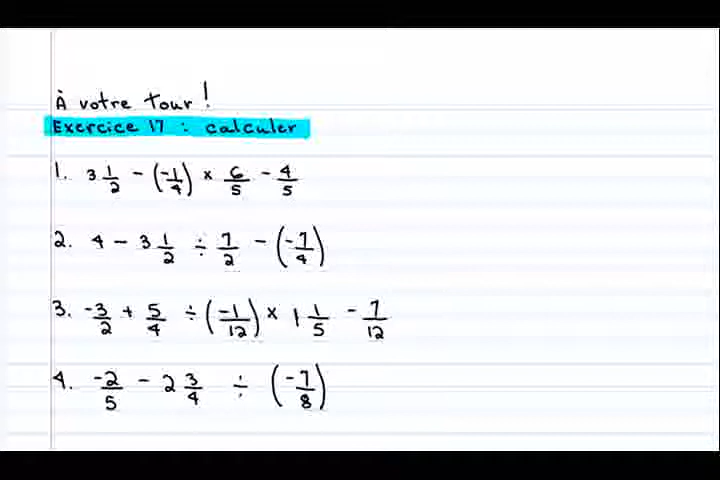 À votre tour !
Exercice 17 : calculer
1. 3 1/2 - (-1/4) × 6/5 - 4/5
2. 4 - 3 1/2 ÷ 7/2 - (-7/4)
3. -3/2 + 5/4 ÷ (-1/12) × 1 1/5 - 7/12
4. -2/5 - 2 3/4 ÷ (-7/8)